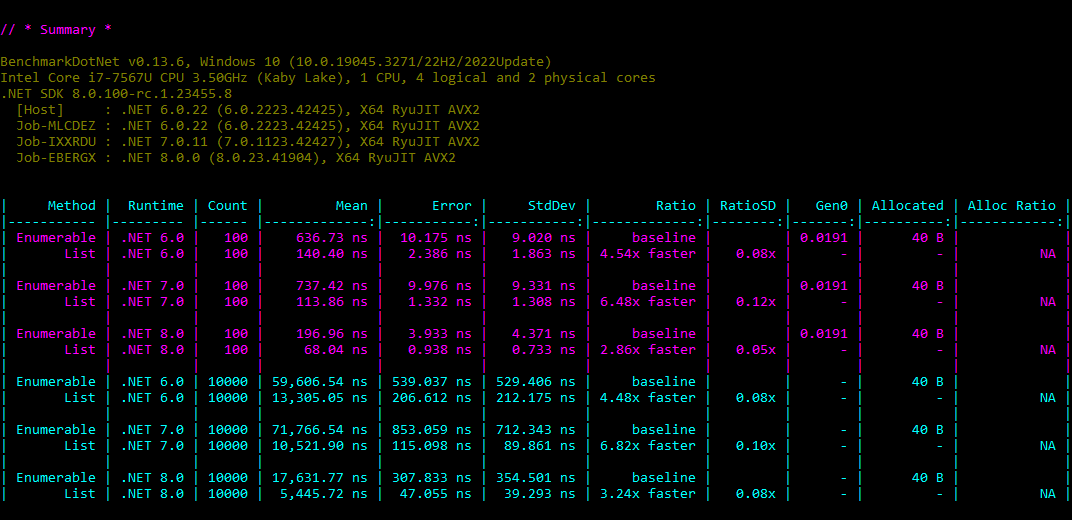 // * Summary *
BenchmarkDotNet v0.13.6, Windows 10 (10.0.19045.3271/22H2/2022Update)
Intel Core i7-7567U CPU 3.50GHz (Kaby Lake), 1 CPU, 4 logical and 2 physical cores
.NET SDK 8.0.100-rc.1.23455.8
[Host]     : .NET 6.0.22 (6.0.2223.42425), X64 RyuJIT AVX2
Job-MLCDEZ : .NET 6.0.22 (6.0.2223.42425), X64 RyuJIT AVX2
Job-IXXRDU : .NET 7.0.11 (7.0.1123.42427), X64 RyuJIT AVX2
Job-EBERGX : .NET 8.0.0 (8.0.23.41904), X64 RyuJIT AVX2
| Method | Runtime | Count | Mean | Error | StdDev | Ratio | RatioSD | Gen0 | Allocated | Alloc Ratio |
|----------- |--------- |------ |-------------:|-----------:|-----------:|-------------:|--------:|-------:|----------:|------------:|
| Enumerable | .NET 6.0 | 100 | 636.73 ns | 10.175 ns | 9.020 ns | baseline | | 0.0191 | 40 B | |
| List | .NET 6.0 | 100 | 140.40 ns | 2.386 ns | 1.863 ns | 4.54x faster | 0.08x | - | - | NA |
| | | | | | | | | | | |
| Enumerable | .NET 7.0 | 100 | 737.42 ns | 9.976 ns | 9.331 ns | baseline | | 0.0191 | 40 B | |
| List | .NET 7.0 | 100 | 113.86 ns | 1.332 ns | 1.308 ns | 6.48x faster | 0.12x | - | - | NA |
| | | | | | | | | | | |
| Enumerable | .NET 8.0 | 100 | 196.96 ns | 3.933 ns | 4.371 ns | baseline | | 0.0191 | 40 B | |
| List | .NET 8.0 | 100 | 68.04 ns | 0.938 ns | 0.733 ns | 2.86x faster | 0.05x | - | - | NA |
| | | | | | | | | | | |
| Enumerable | .NET 6.0 | 10000 | 59,606.54 ns | 539.037 ns | 529.406 ns | baseline | | - | 40 B | |
| List | .NET 6.0 | 10000 | 13,305.05 ns | 206.612 ns | 212.175 ns | 4.48x faster | 0.08x | - | - | NA |
| | | | | | | | | | | |
| Enumerable | .NET 7.0 | 10000 | 71,766.54 ns | 853.059 ns | 712.343 ns | baseline | | - | 40 B | |
| List | .NET 7.0 | 10000 | 10,521.90 ns | 115.098 ns | 89.861 ns | 6.82x faster | 0.10x | - | - | NA |
| | | | | | | | | | | |
| Enumerable | .NET 8.0 | 10000 | 17,631.77 ns | 307.833 ns | 354.501 ns | baseline | | - | 40 B | |
| List | .NET 8.0 | 10000 | 5,445.72 ns | 47.055 ns | 39.293 ns | 3.24x faster | 0.08x | - | - | NA |